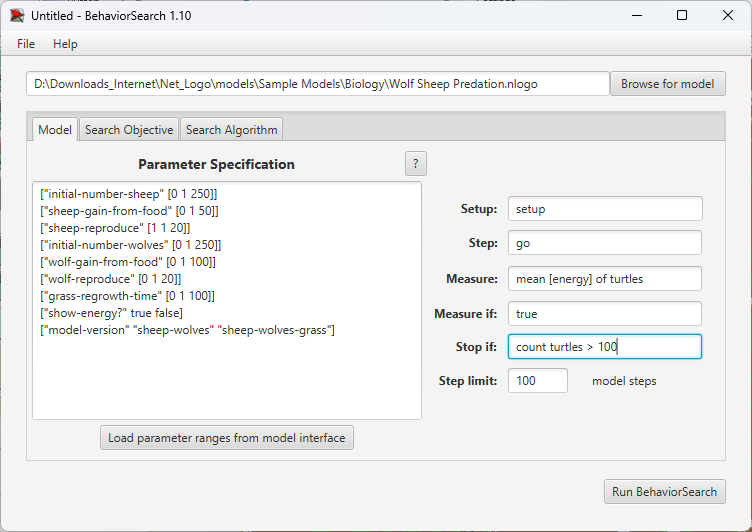 Untitled - BehaviorSearch 1.10
File Help
D:\Downloads_Internet\Net_Logo\models\Sample Models\Biology\Wolf Sheep Predation.nlogo Browse for model
Model Search Objective Search Algorithm
Parameter Specification ?
["initial-number-sheep" [0 1 250]]
["sheep-gain-from-food" [0 1 50]]
["sheep-reproduce" [1 1 20]]
["initial-number-wolves" [0 1 250]]
["wolf-gain-from-food" [0 1 100]]
["wolf-reproduce" [0 1 20]]
["grass-regrowth-time" [0 1 100]]
["show-energy?" true false]
["model-version" "sheep-wolves" "sheep-wolves-grass"]
Load parameter ranges from model interface
Setup: setup
Step: go
Measure: mean [energy] of turtles
Measure if: true
Stop if: count turtles > 100
Step limit: 100 model steps
Run BehaviorSearch